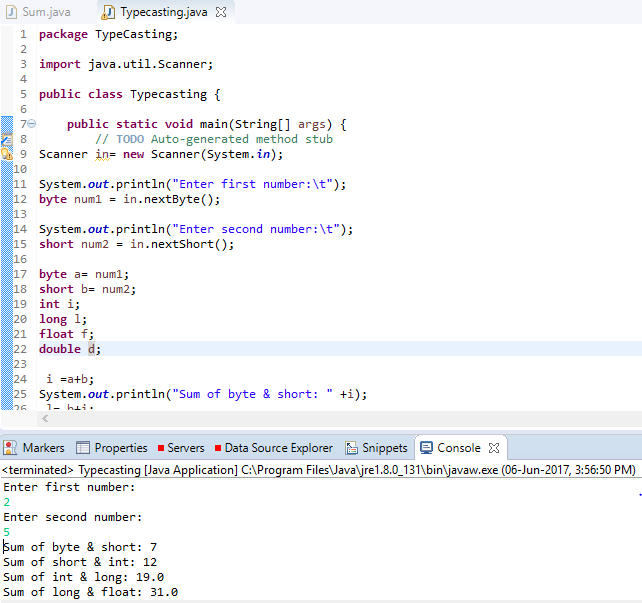 Sum.java Typecasting.java
1 package TypeCasting;
2
3 import java.util.Scanner;
4
5 public class Typecasting {
6
7 public static void main(String[] args) {
8 // TODO Auto-generated method stub
9 Scanner in= new Scanner(System.in);
10
11 System.out.println("Enter first number:\t");
12 byte num1 = in.nextByte();
13
14 System.out.println("Enter second number:\t");
15 short num2 = in.nextShort();
16
17 byte a= num1;
18 short b= num2;
19 int i;
20 long l;
21 float f;
22 double d;
23
24 i =a+b;
25 System.out.println("Sum of byte & short: " +i);
26 l= b+i;
Markers Properties Servers Data Source Explorer Snippets Console
<terminated> Typecasting [Java Application] C:\Program Files\Java\jre1.8.0_131\bin\javaw.exe (06-Jun-2017, 3:56:50 PM)
Enter first number:
2
Enter second number:
5
Sum of byte & short: 7
Sum of short & int: 12
Sum of int & long: 19.0
Sum of long & float: 31.0